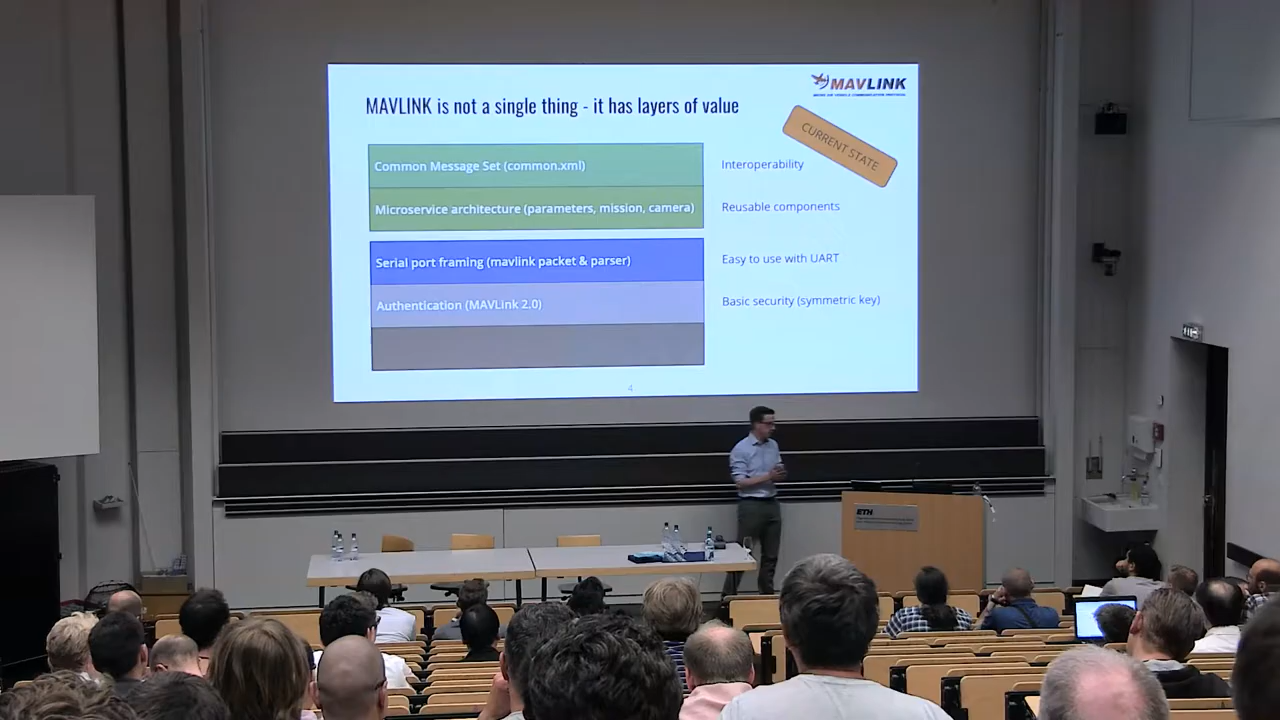 MAVLINK
MAVLINK is not a single thing - it has layers of value
CURRENT STATE
Common Message Set (common.xml)
Interoperability
Microservice architecture (parameters, mission, camera)
Reusable components
Serial port framing (mavlink packet & parser)
Easy to use with UART
Authentication (MAVLink 2.0)
Basic security (symmetric key)
4
ETH